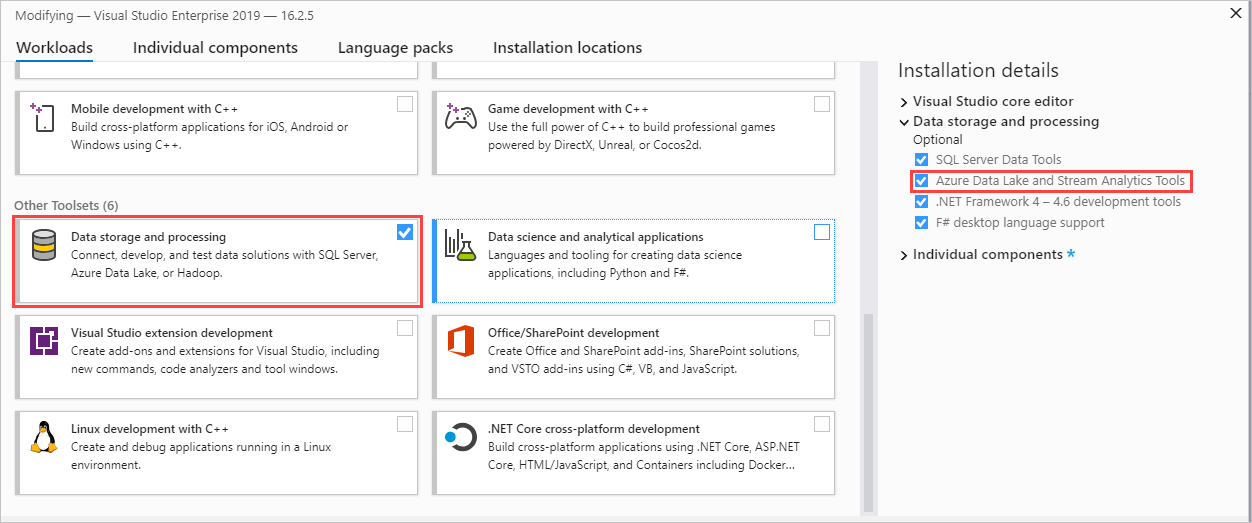 Modifying — Visual Studio Enterprise 2019 — 16.2.5
Workloads
Individual components
Language packs
Installation locations
Mobile development with C++
Build cross-platform applications for iOS, Android or
Windows using C++.
Game development with C++
Use the full power of C++ to build professional games
powered by DirectX, Unreal, or Cocos2d.
Other Toolsets (6)
Data storage and processing
Connect, develop, and test data solutions with SQL Server,
Azure Data Lake, or Hadoop.
Data science and analytical applications
Languages and tooling for creating data science
applications, including Python and F#.
Visual Studio extension development
Create add-ons and extensions for Visual Studio, including
new commands, code analyzers and tool windows.
Office/SharePoint development
Create Office and SharePoint add-ins, SharePoint solutions,
and VSTO add-ins using C#, VB, and JavaScript.
Linux development with C++
Create and debug applications running in a Linux
environment.
.NET Core cross-platform development
Build cross-platform applications using .NET Core, ASP.NET
Core, HTML/JavaScript, and Containers including Docker...
Installation details
Visual Studio core editor
Data storage and processing
Optional
SQL Server Data Tools
Azure Data Lake and Stream Analytics Tools
.NET Framework 4 – 4.6 development tools
F# desktop language support
Individual components *